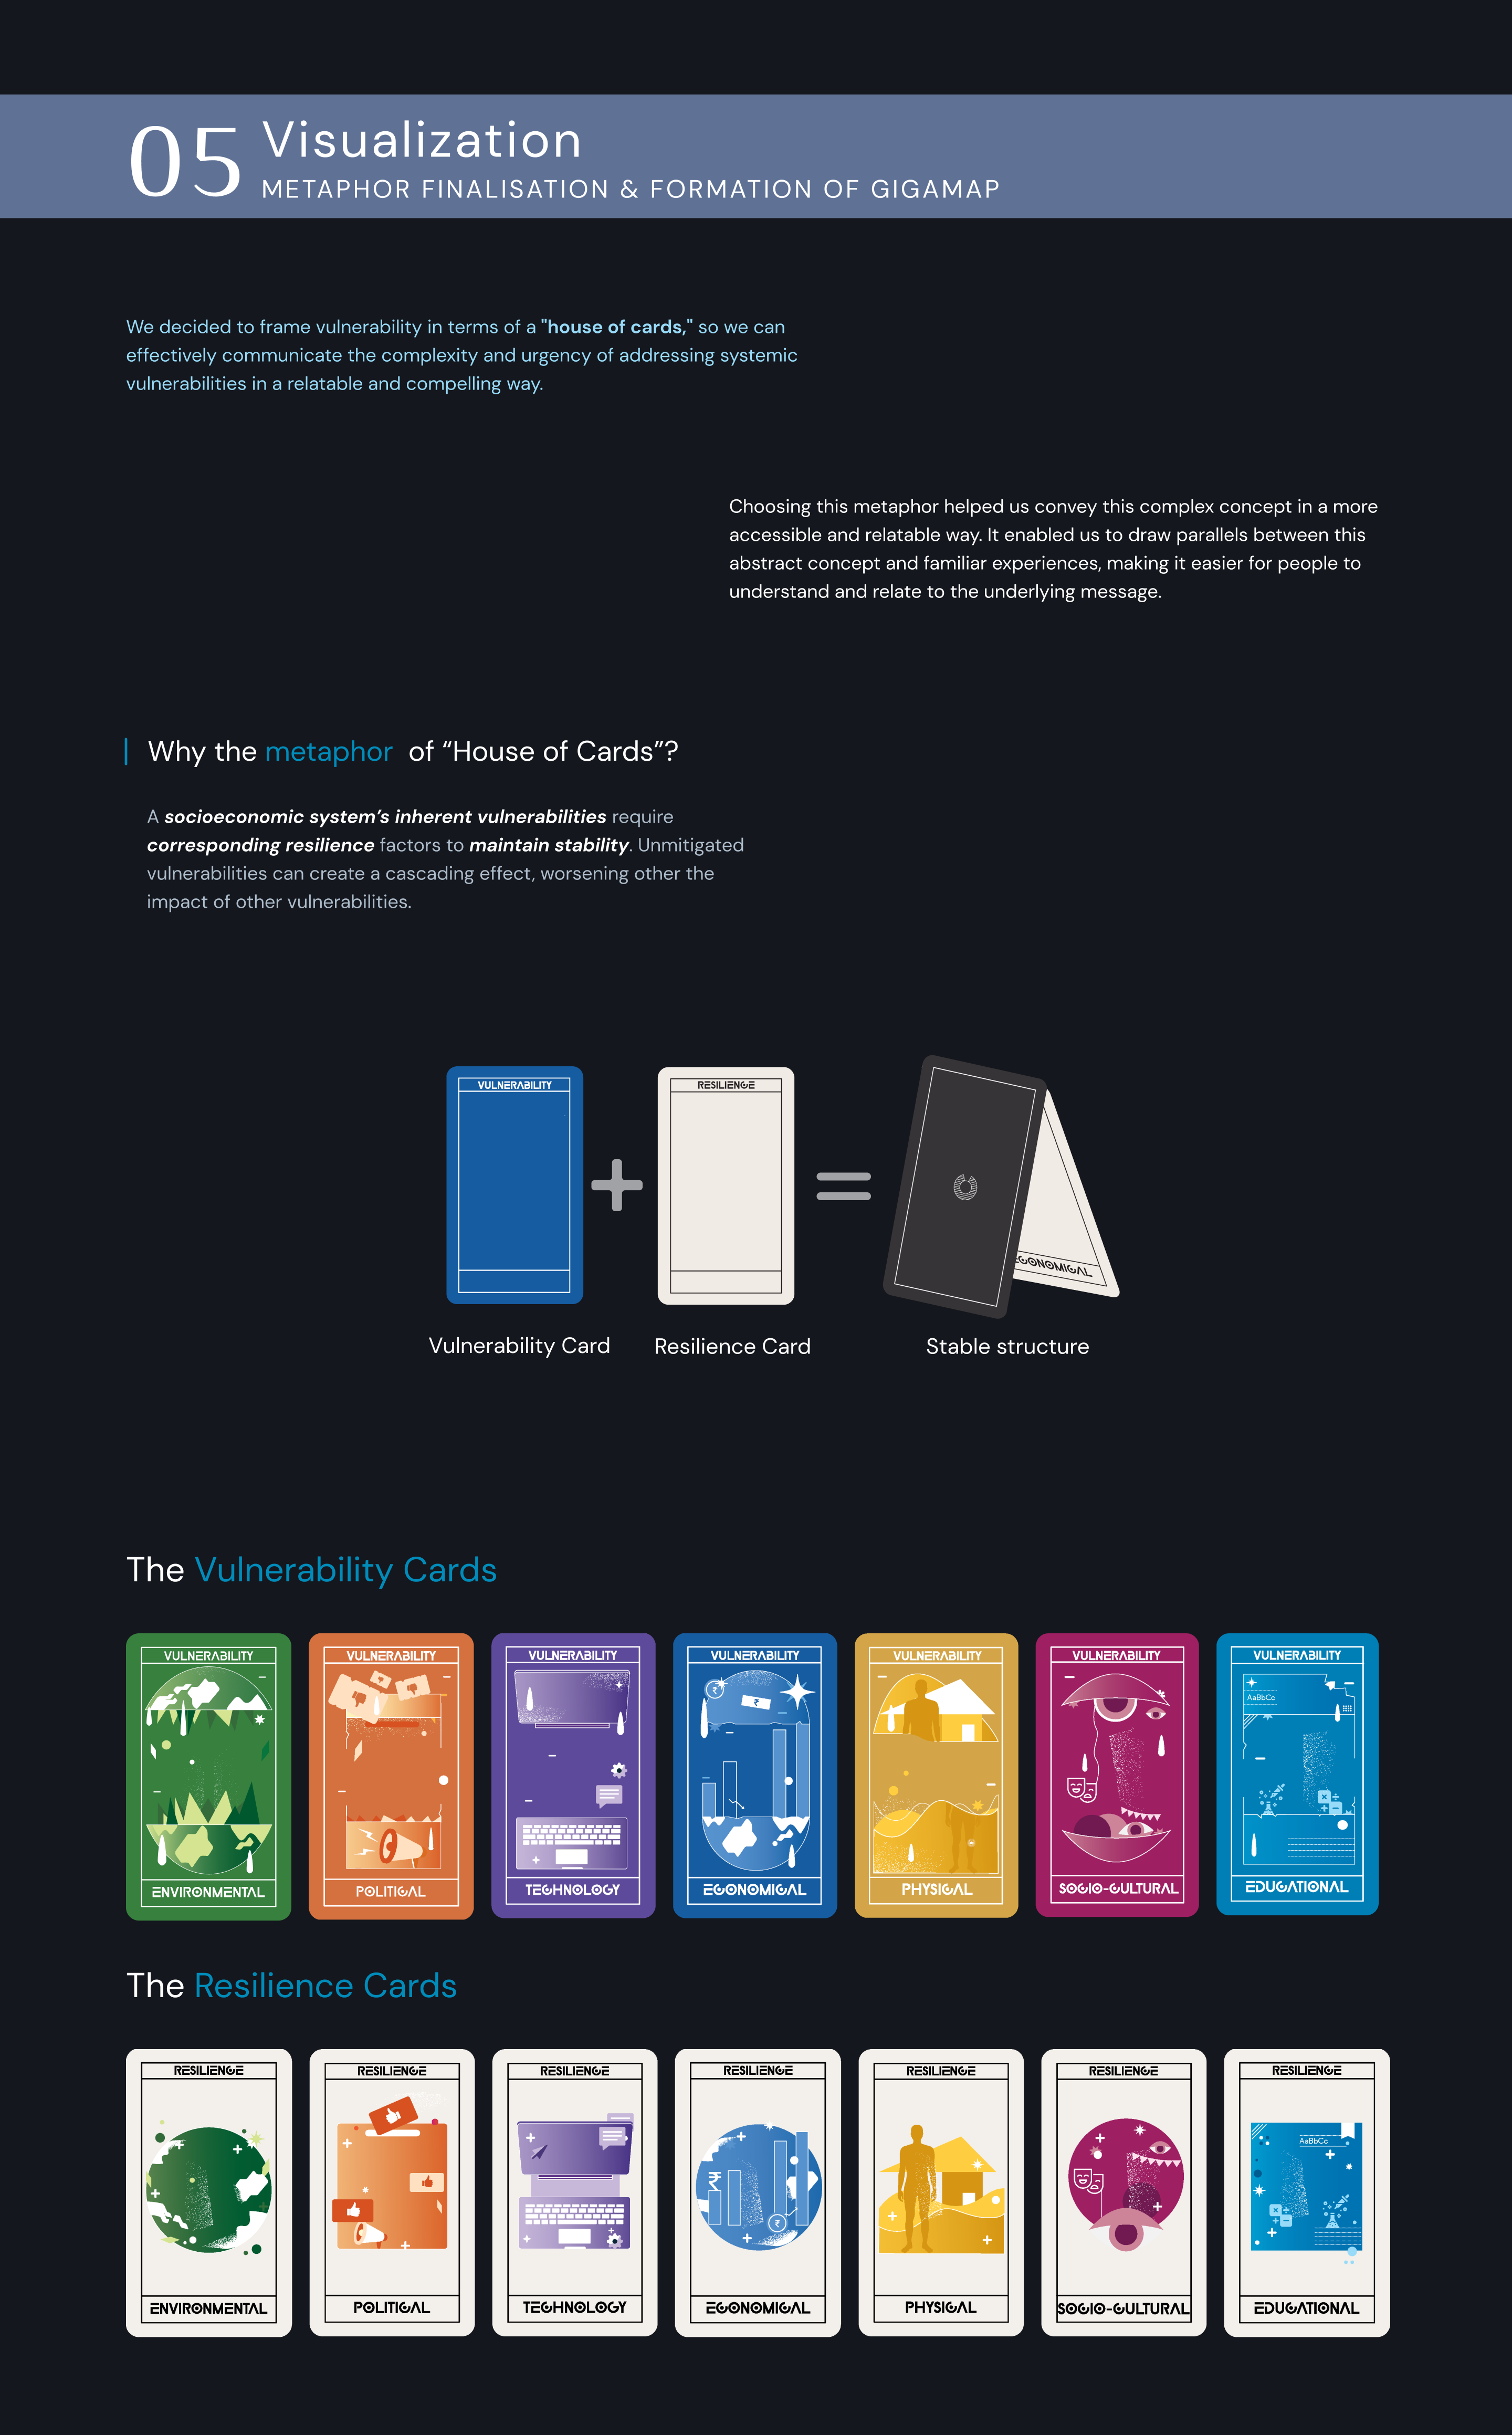 05
Visualization
METAPHOR FINALISATION & FORMATION OF GIGAMAP
We decided to frame vulnerability in terms of a "house of cards," so we can
effectively communicate the complexity and urgency of addressing systemic
vulnerabilities in a relatable and compelling way.
Choosing this metaphor helped us convey this complex concept in a more
accessible and relatable way. It enabled us to draw parallels between this
abstract concept and familiar experiences, making it easier for people to
understand and relate to the underlying message.
Why the metaphor of “House of Cards”?
A socioeconomic system’s inherent vulnerabilities require
corresponding resilience factors to maintain stability. Unmitigated
vulnerabilities can create a cascading effect, worsening other the
impact of other vulnerabilities.
VULNERABILITY
RESILIENCE
ECONOMICAL
Vulnerability Card
Resilience Card
Stable structure
The Vulnerability Cards
VULNERABILITY
ENVIRONMENTAL
VULNERABILITY
POLITICAL
VULNERABILITY
TECHNOLOGY
VULNERABILITY
₹
₹
ECONOMICAL
VULNERABILITY
PHYSICAL
VULNERABILITY
SOCIO-CULTURAL
VULNERABILITY
AaBbCc
EDUCATIONAL
The Resilience Cards
RESILIENCE
ENVIRONMENTAL
RESILIENCE
POLITICAL
RESILIENCE
TECHNOLOGY
RESILIENCE
₹
₹
ECONOMICAL
RESILIENCE
PHYSICAL
RESILIENCE
SOCIO-CULTURAL
RESILIENCE
AaBbCc
EDUCATIONAL